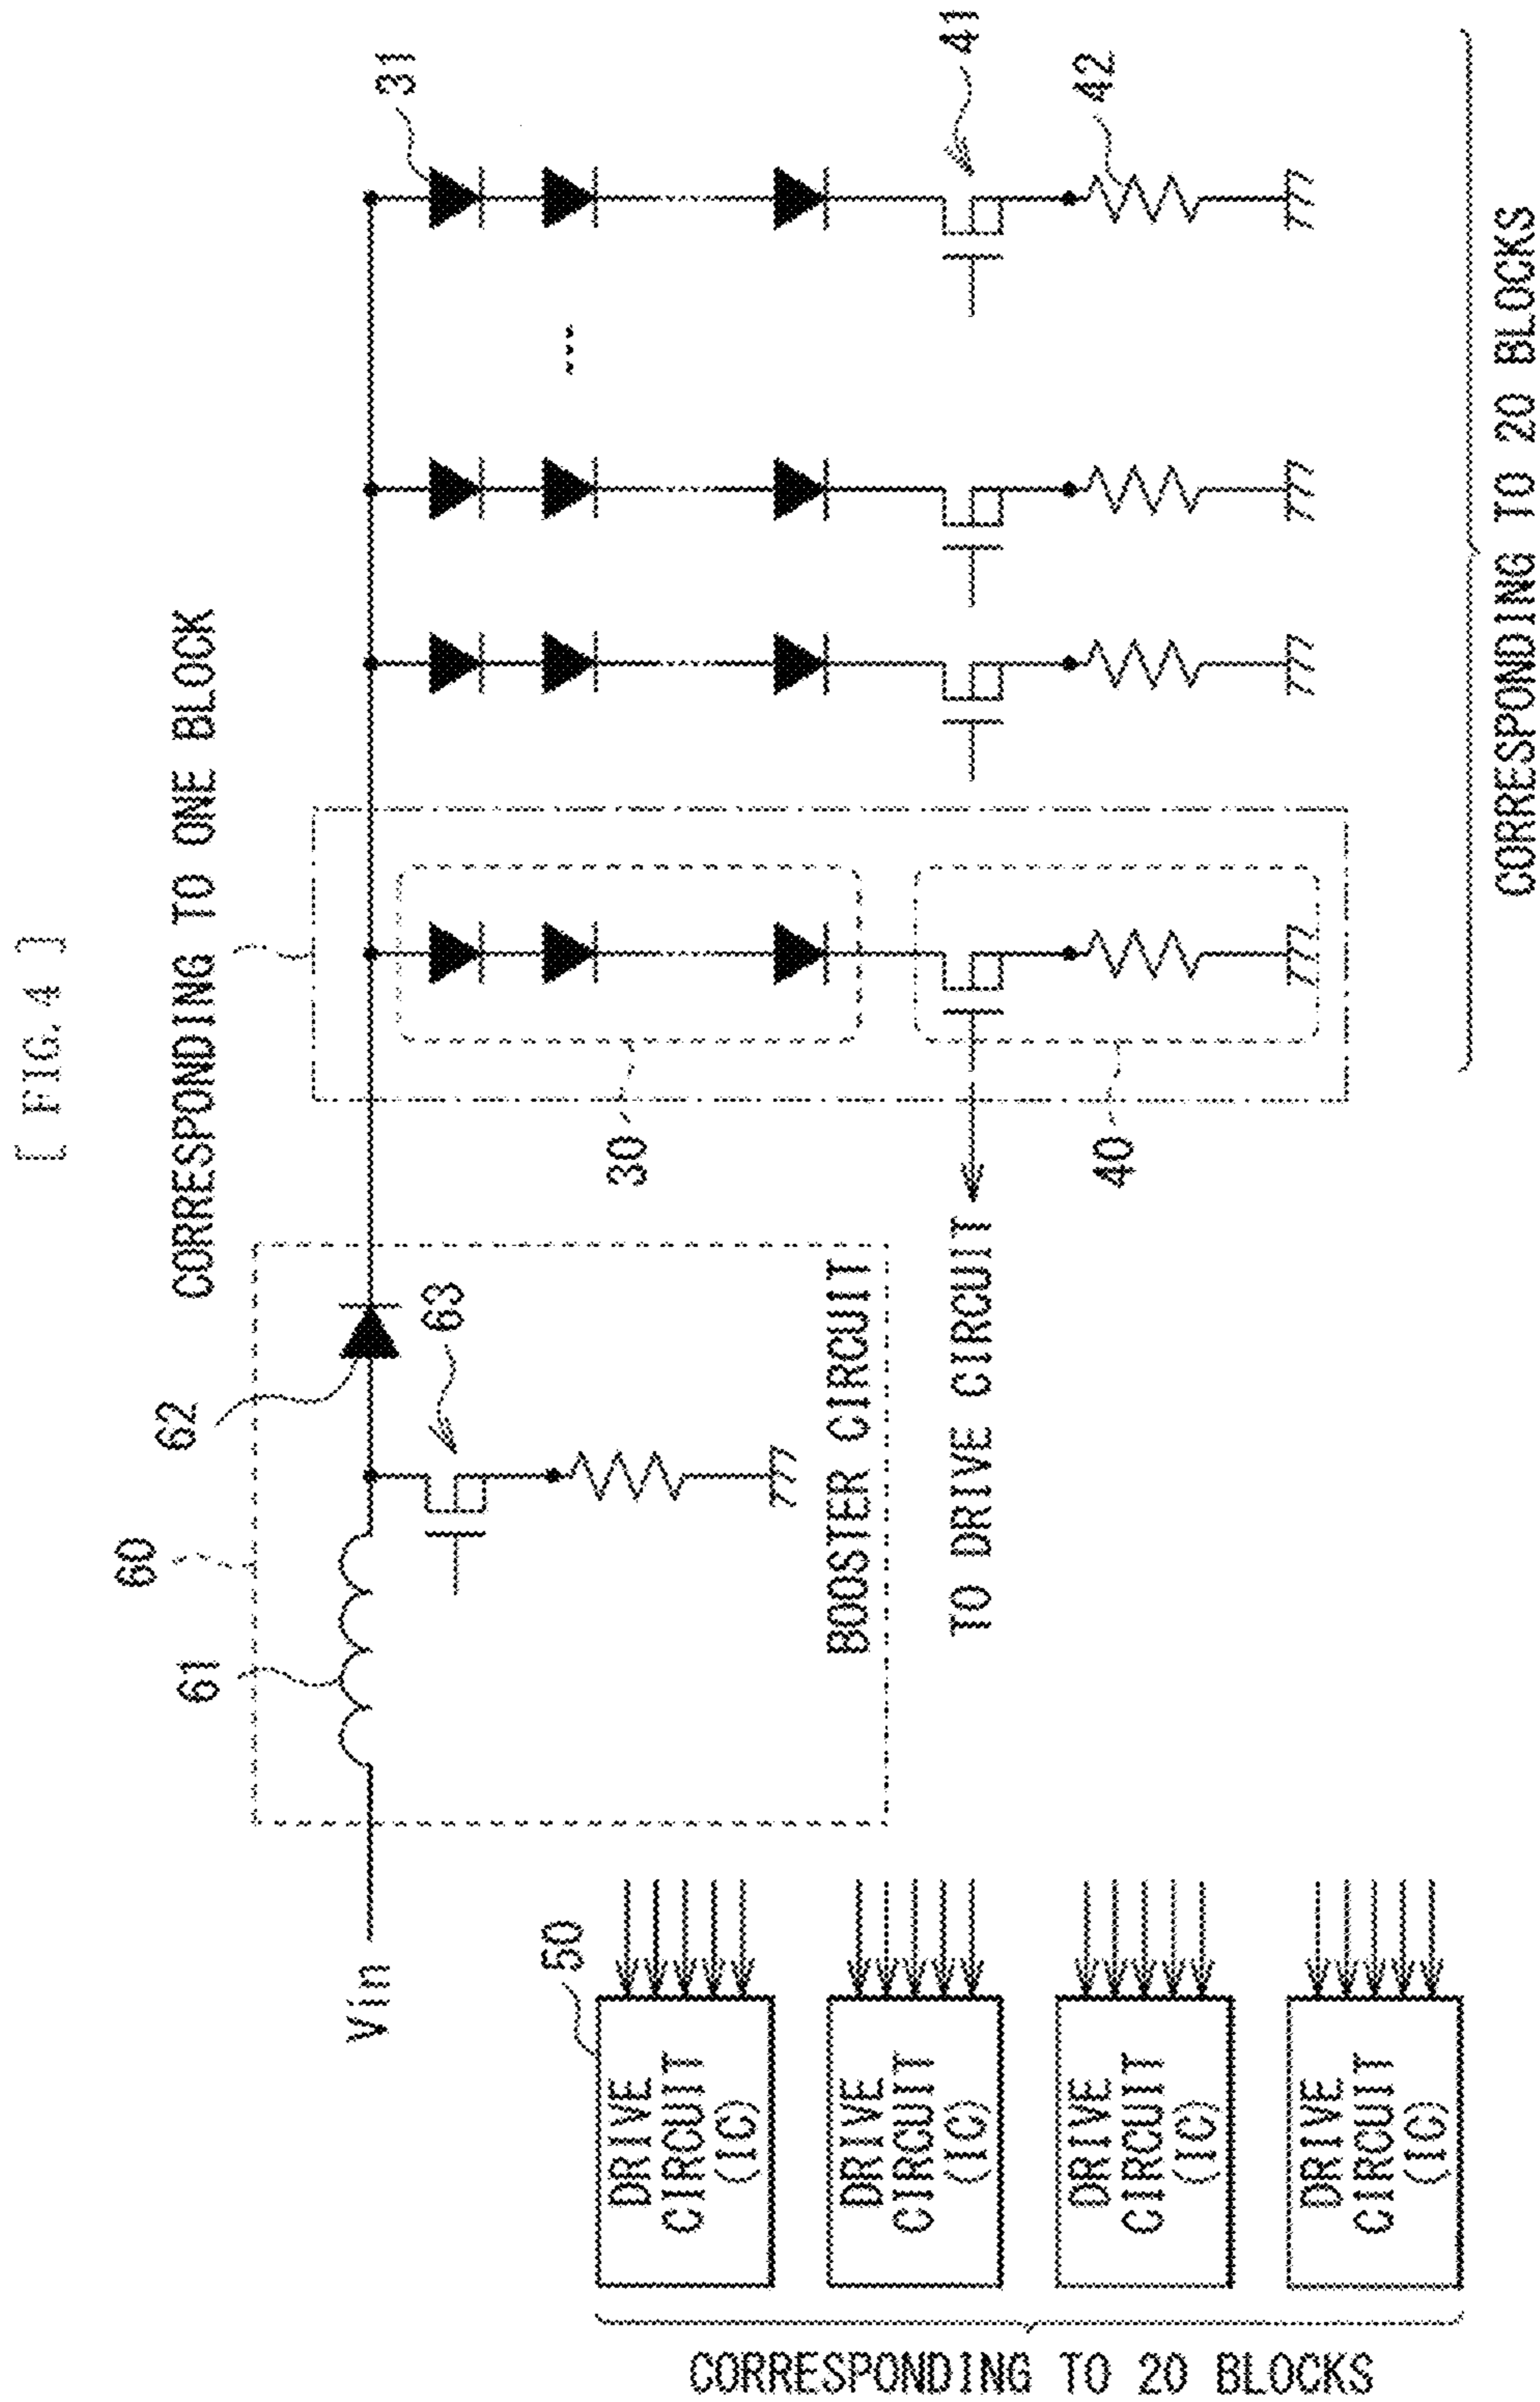 [ FIG. 4 ]
CORRESPONDING TO ONE BLOCK
60
61
62
63
31
Vin
BOOSTER CIRCUIT
30
40
41
42
TO DRIVE CIRCUIT
50
DRIVE
CIRCUIT
(IC)
DRIVE
CIRCUIT
(IC)
DRIVE
CIRCUIT
(IC)
DRIVE
CIRCUIT
(IC)
CORRESPONDING TO 20 BLOCKS
CORRESPONDING TO 20 BLOCKS